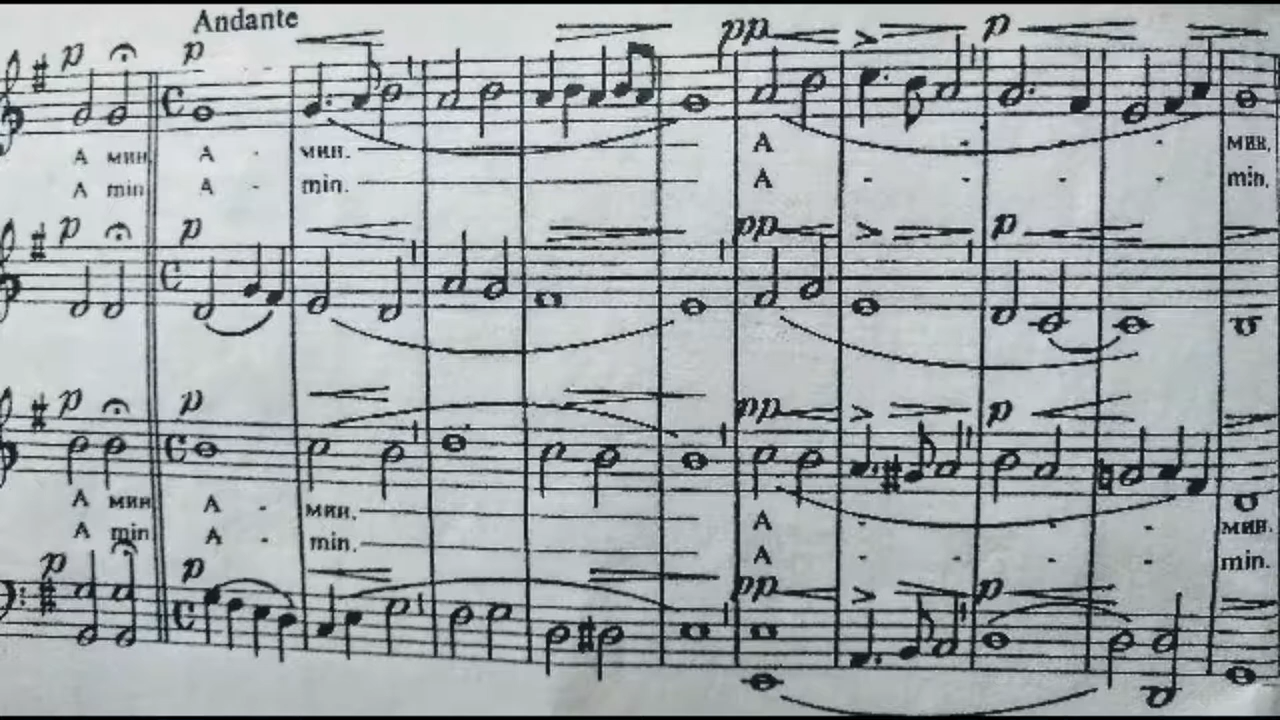 Andante
p p pp p
А мин А - мин. А - - - - мин.
A min A - min. A - - - - min.
p p pp p
p p pp p
А мин А - мин. А - - - - мин.
A min A - min. A - - - - min.
p p pp p